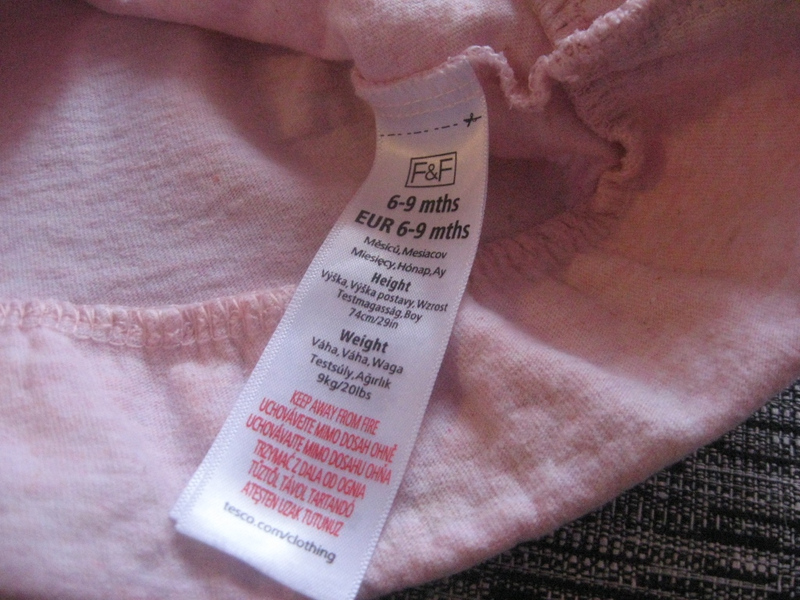 F&F
6-9 mths
EUR 6-9 mths
Měsíců, Mesiacov
Miesięcy, Hónap, Ay
Height
Výška, Výška postavy, Wzrost
Testmagasság, Boy
74cm/29in
Weight
Váha, Váha, Waga
Testsúly, Ağırlık
9kg/20lbs
KEEP AWAY FROM FIRE
UCHOVÁVEJTE MIMO DOSAH OHNĚ
UCHOVÁVAJTE MIMO DOSAHU OHŇA
TRZYMAĆ Z DALA OD OGNIA
TŰZTŐL TÁVOL TARTANDÓ
ATEŞTEN UZAK TUTUNUZ
tesco.com/clothing